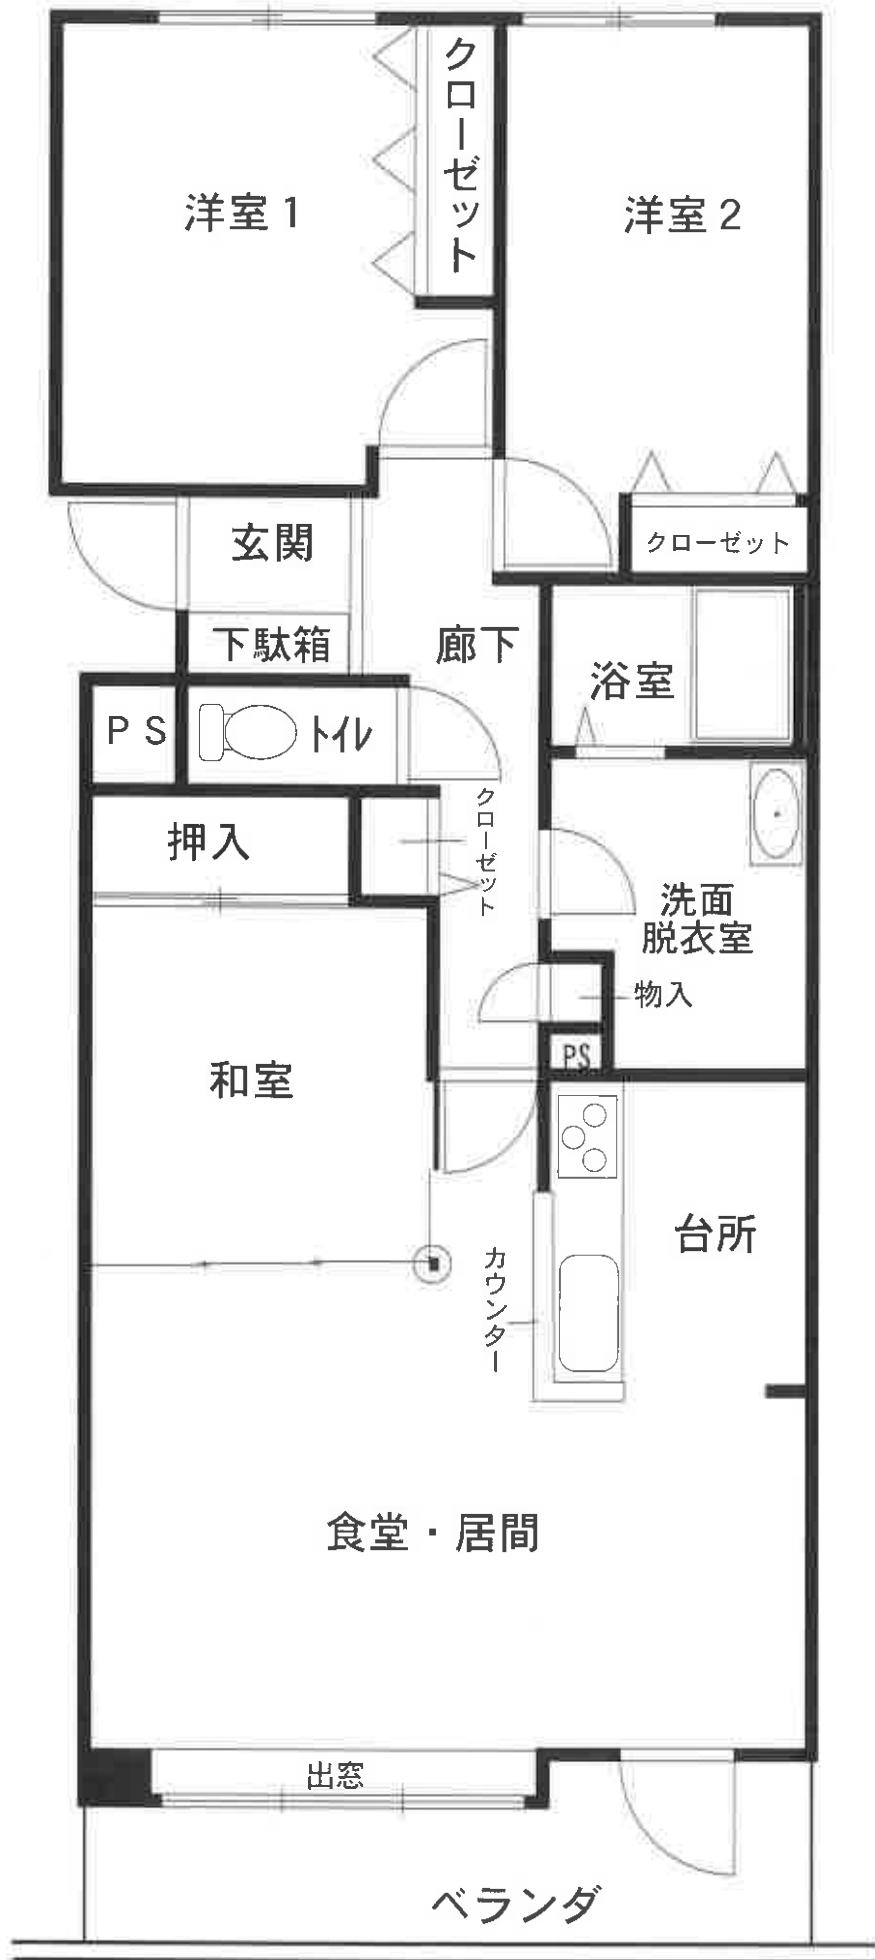 クローゼット
洋室1
洋室2
玄関
クローゼット
下駄箱
廊下
浴室
PS
トイレ
クローゼット
押入
洗面
脱衣室
物入
PS
和室
台所
カウンター
食堂・居間
出窓
ベランダ